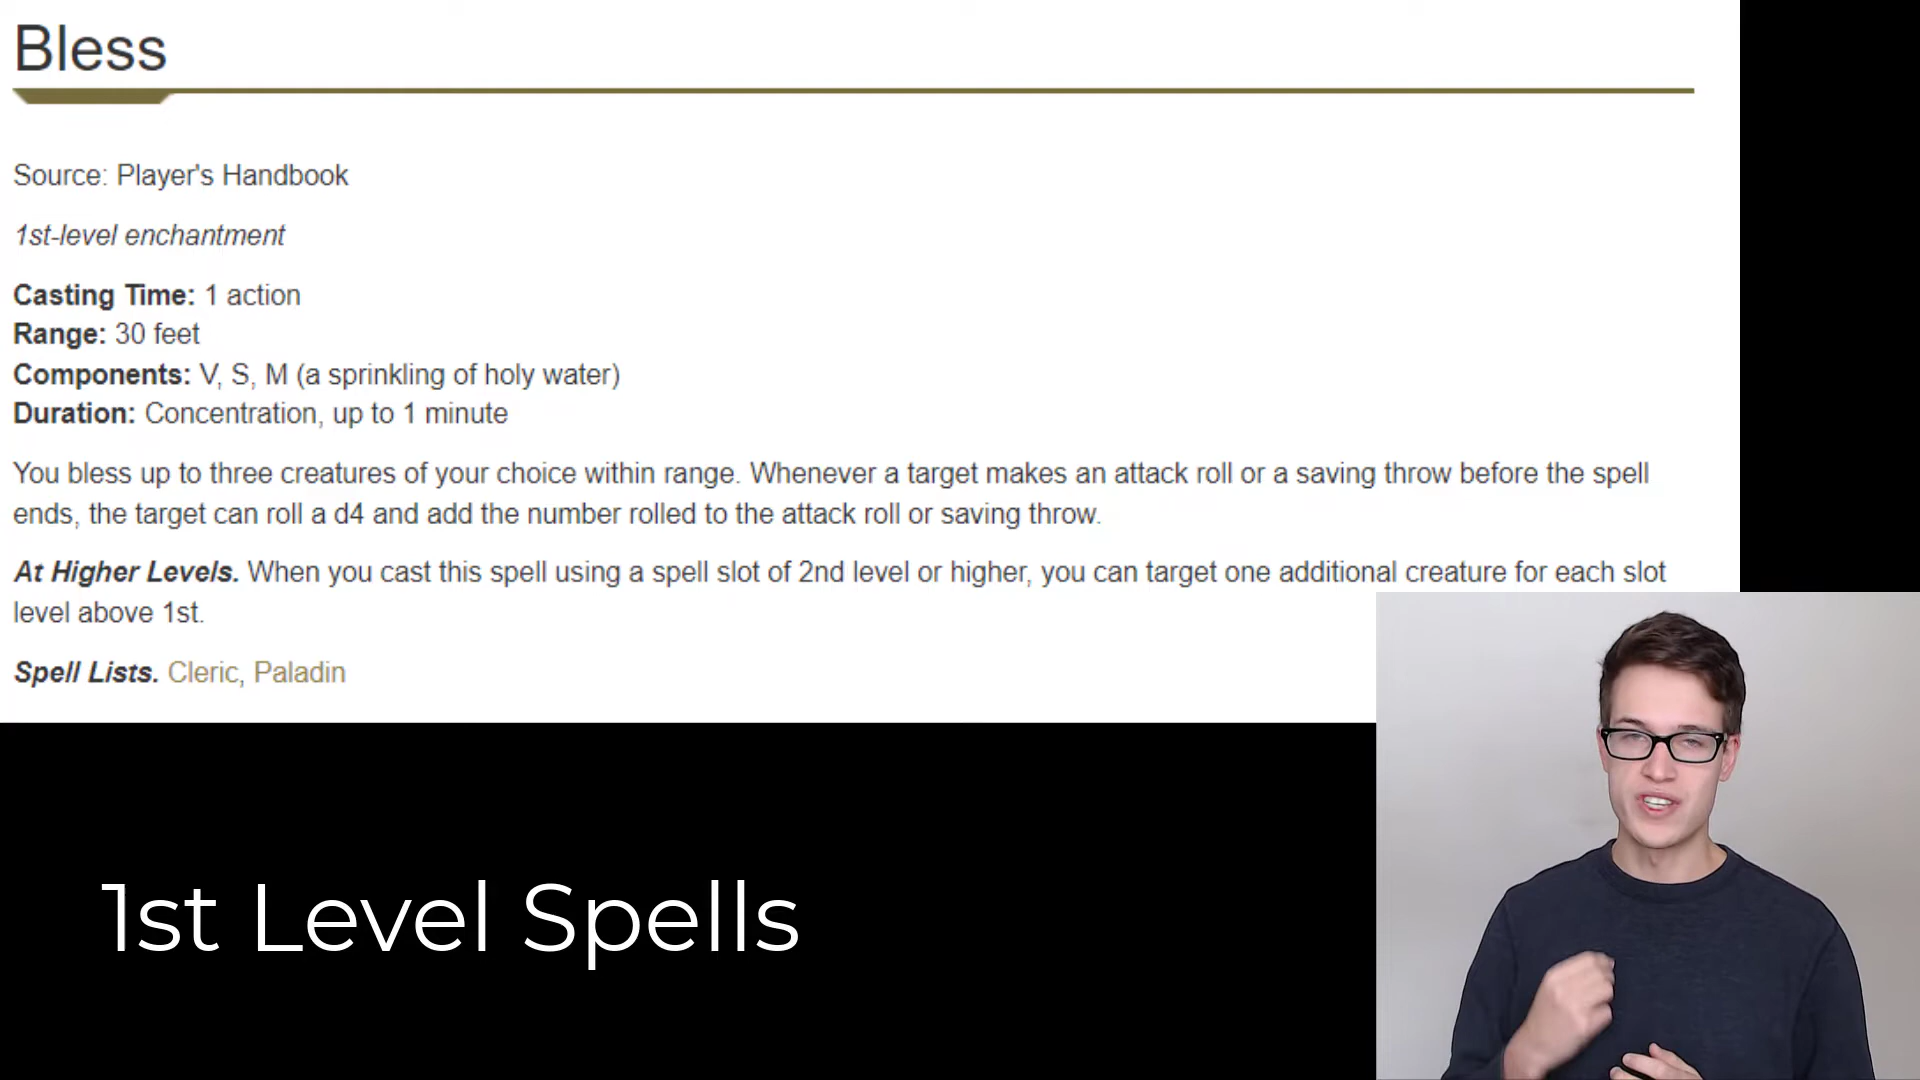 Bless
Source: Player's Handbook
1st-level enchantment
Casting Time: 1 action
Range: 30 feet
Components: V, S, M (a sprinkling of holy water)
Duration: Concentration, up to 1 minute
You bless up to three creatures of your choice within range. Whenever a target makes an attack roll or a saving throw before the spell
ends, the target can roll a d4 and add the number rolled to the attack roll or saving throw.
At Higher Levels. When you cast this spell using a spell slot of 2nd level or higher, you can target one additional creature for each slot
level above 1st.
Spell Lists. Cleric, Paladin
1st Level Spells